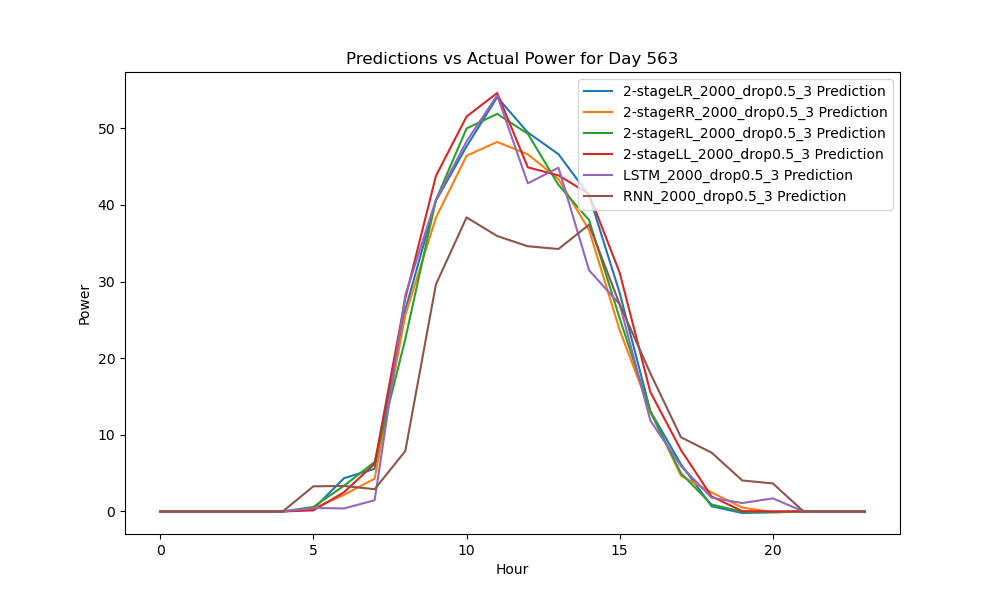 Predictions vs Actual Power for Day 563
2-stageLR_2000_drop0.5_3 Prediction
2-stageRR_2000_drop0.5_3 Prediction
2-stageRL_2000_drop0.5_3 Prediction
2-stageLL_2000_drop0.5_3 Prediction
LSTM_2000_drop0.5_3 Prediction
RNN_2000_drop0.5_3 Prediction
Power
50
40
30
20
10
0
0 5 10 15 20
Hour